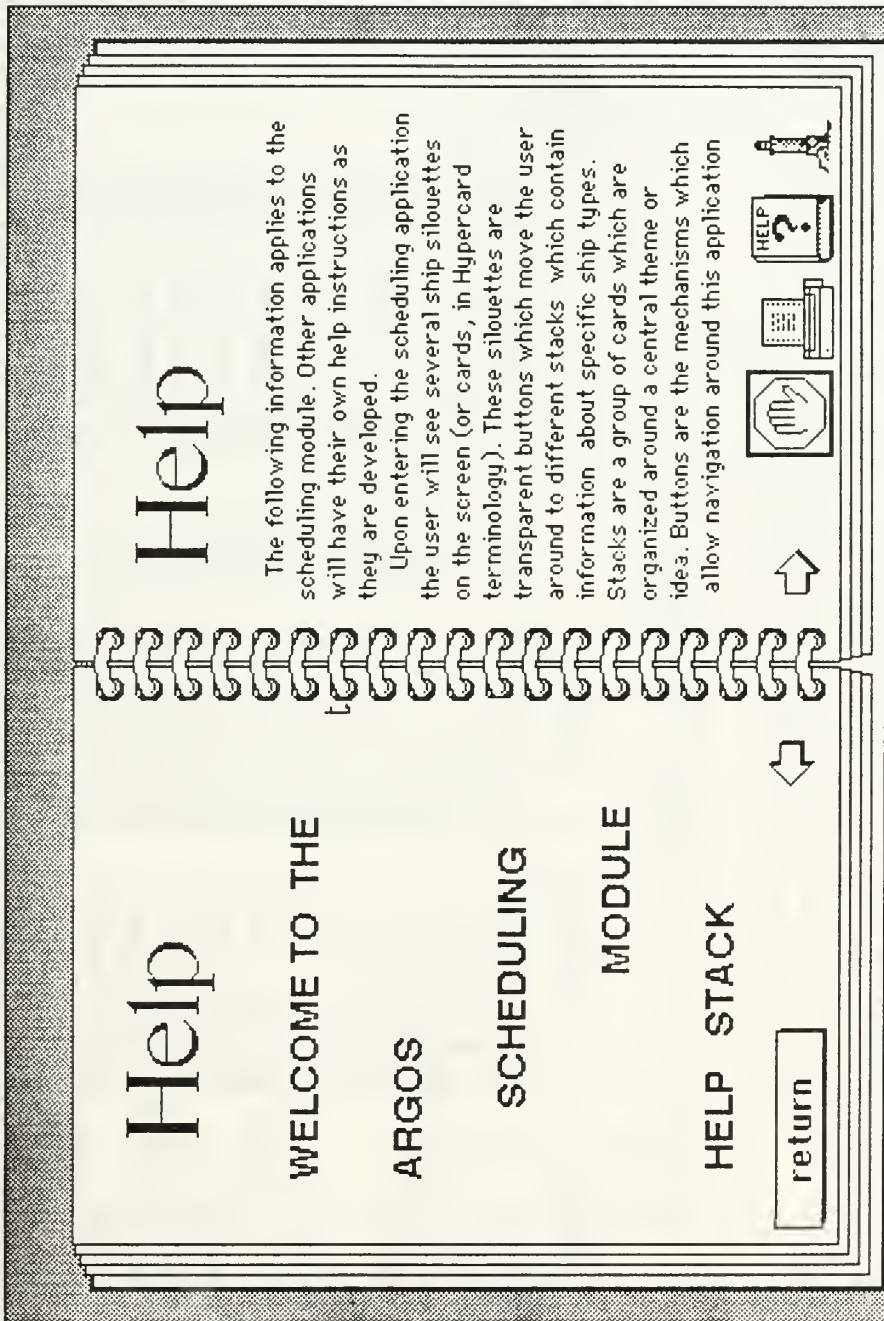 Help
WELCOME TO THE
ARGOS
SCHEDULING
MODULE
HELP STACK
return
Help
The following information applies to the
scheduling module. Other applications
will have their own help instructions as
they are developed.
Upon entering the scheduling application
the user will see several ship silouettes
on the screen (or cards, in Hypercard
terminology). These silouettes are
transparent buttons which move the user
around to different stacks which contain
information about specific ship types.
Stacks are a group of cards which are
organized around a central theme or
idea. Buttons are the mechanisms which
allow navigation around this application
HELP
?